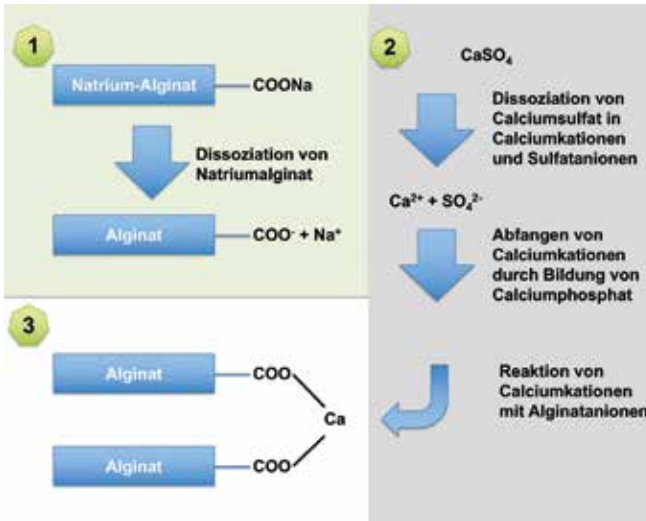 1
Natrium-Alginat
COONa
Dissoziation von
Natriumalginat
Alginat
COO⁻ + Na⁺
2
CaSO₄
Dissoziation von
Calciumsulfat in
Calciumkationen
und Sulfatanionen
Ca²⁺ + SO₄²⁻
Abfangen von
Calciumkationen
durch Bildung von
Calciumphosphat
Reaktion von
Calciumkationen
mit Alginatanionen
3
Alginat
COO
Ca
Alginat
COO